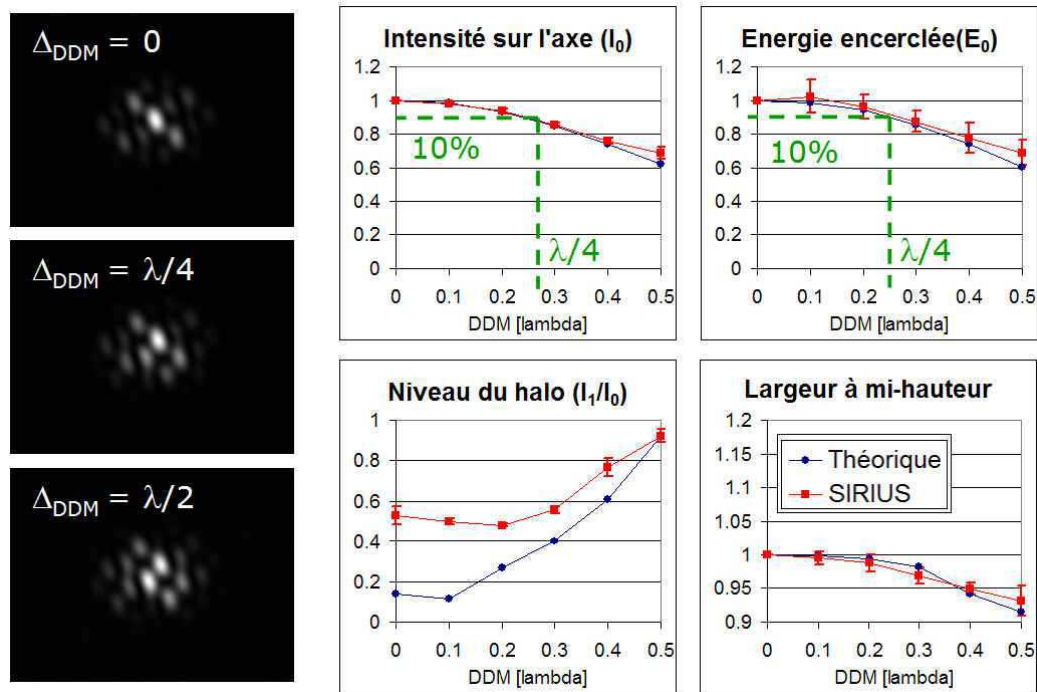 Δ_DDM = 0
Δ_DDM = λ/4
Δ_DDM = λ/2
Intensité sur l'axe (I₀)
1.2
1
0.8
0.6
0.4
0.2
0
10%
λ/4
0 0.1 0.2 0.3 0.4 0.5
DDM [lambda]
Energie encerclée(E₀)
1.2
1
0.8
0.6
0.4
0.2
0
10%
λ/4
0 0.1 0.2 0.3 0.4 0.5
DDM [lambda]
Niveau du halo (I₁/I₀)
1
0.8
0.6
0.4
0.2
0
0 0.1 0.2 0.3 0.4 0.5
DDM [lambda]
Largeur à mi-hauteur
1.2
1.15
1.1
1.05
1
0.95
0.9
Théorique
SIRIUS
0 0.1 0.2 0.3 0.4 0.5
DDM [lambda]